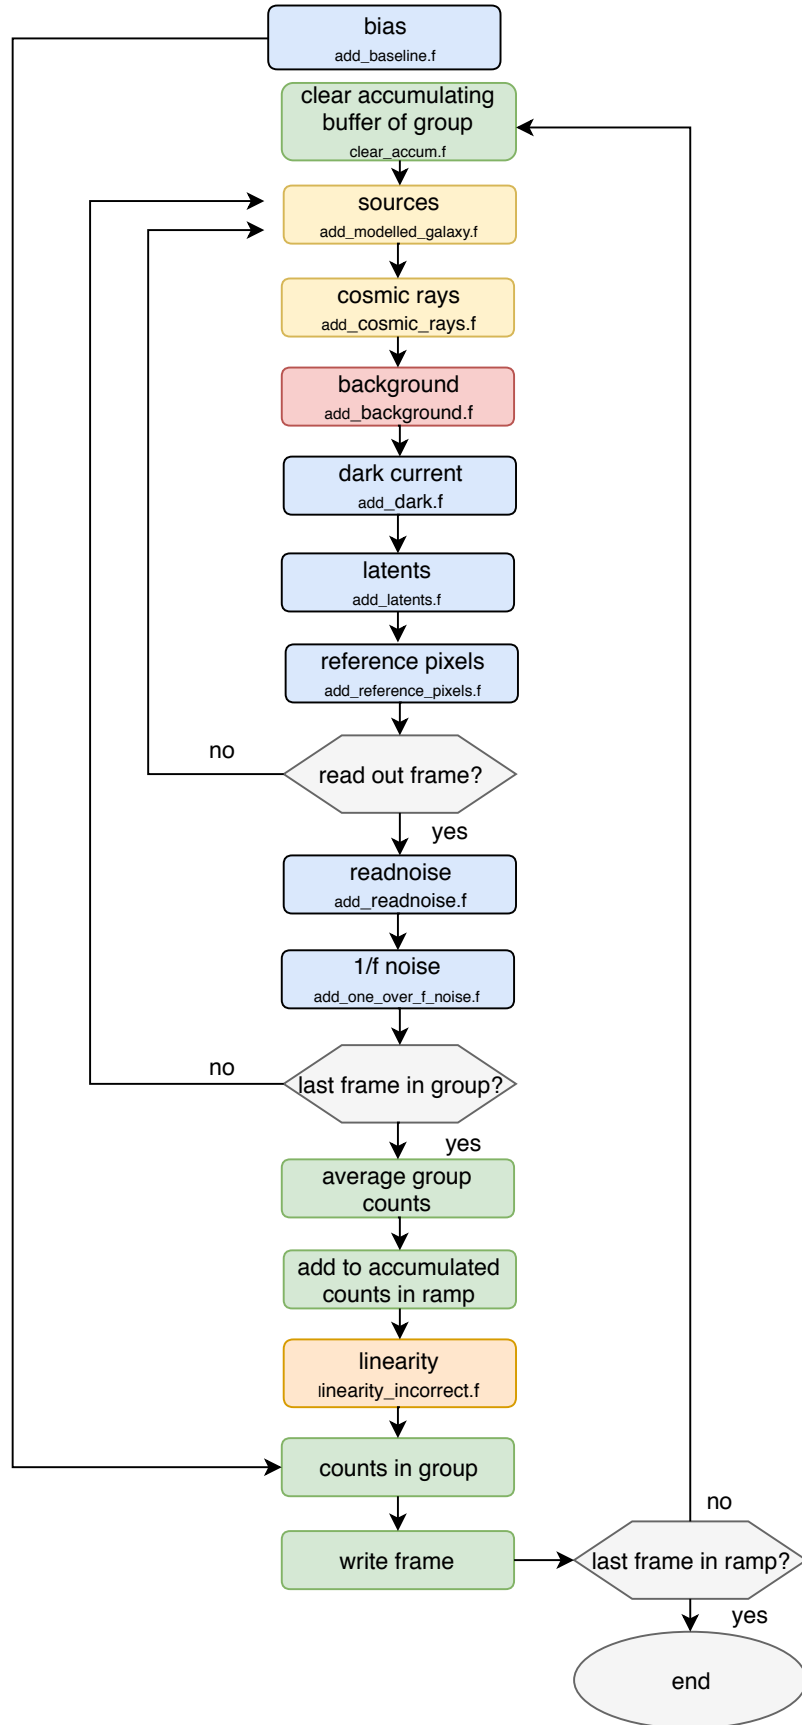 bias
add_baseline.f
clear accumulating
buffer of group
clear_accum.f
sources
add_modelled_galaxy.f
cosmic rays
add_cosmic_rays.f
background
add_background.f
dark current
add_dark.f
latents
add_latents.f
reference pixels
add_reference_pixels.f
no
read out frame?
yes
readnoise
add_readnoise.f
1/f noise
add_one_over_f_noise.f
no
last frame in group?
yes
average group
counts
add to accumulated
counts in ramp
linearity
linearity_incorrect.f
counts in group
no
write frame
last frame in ramp?
yes
end